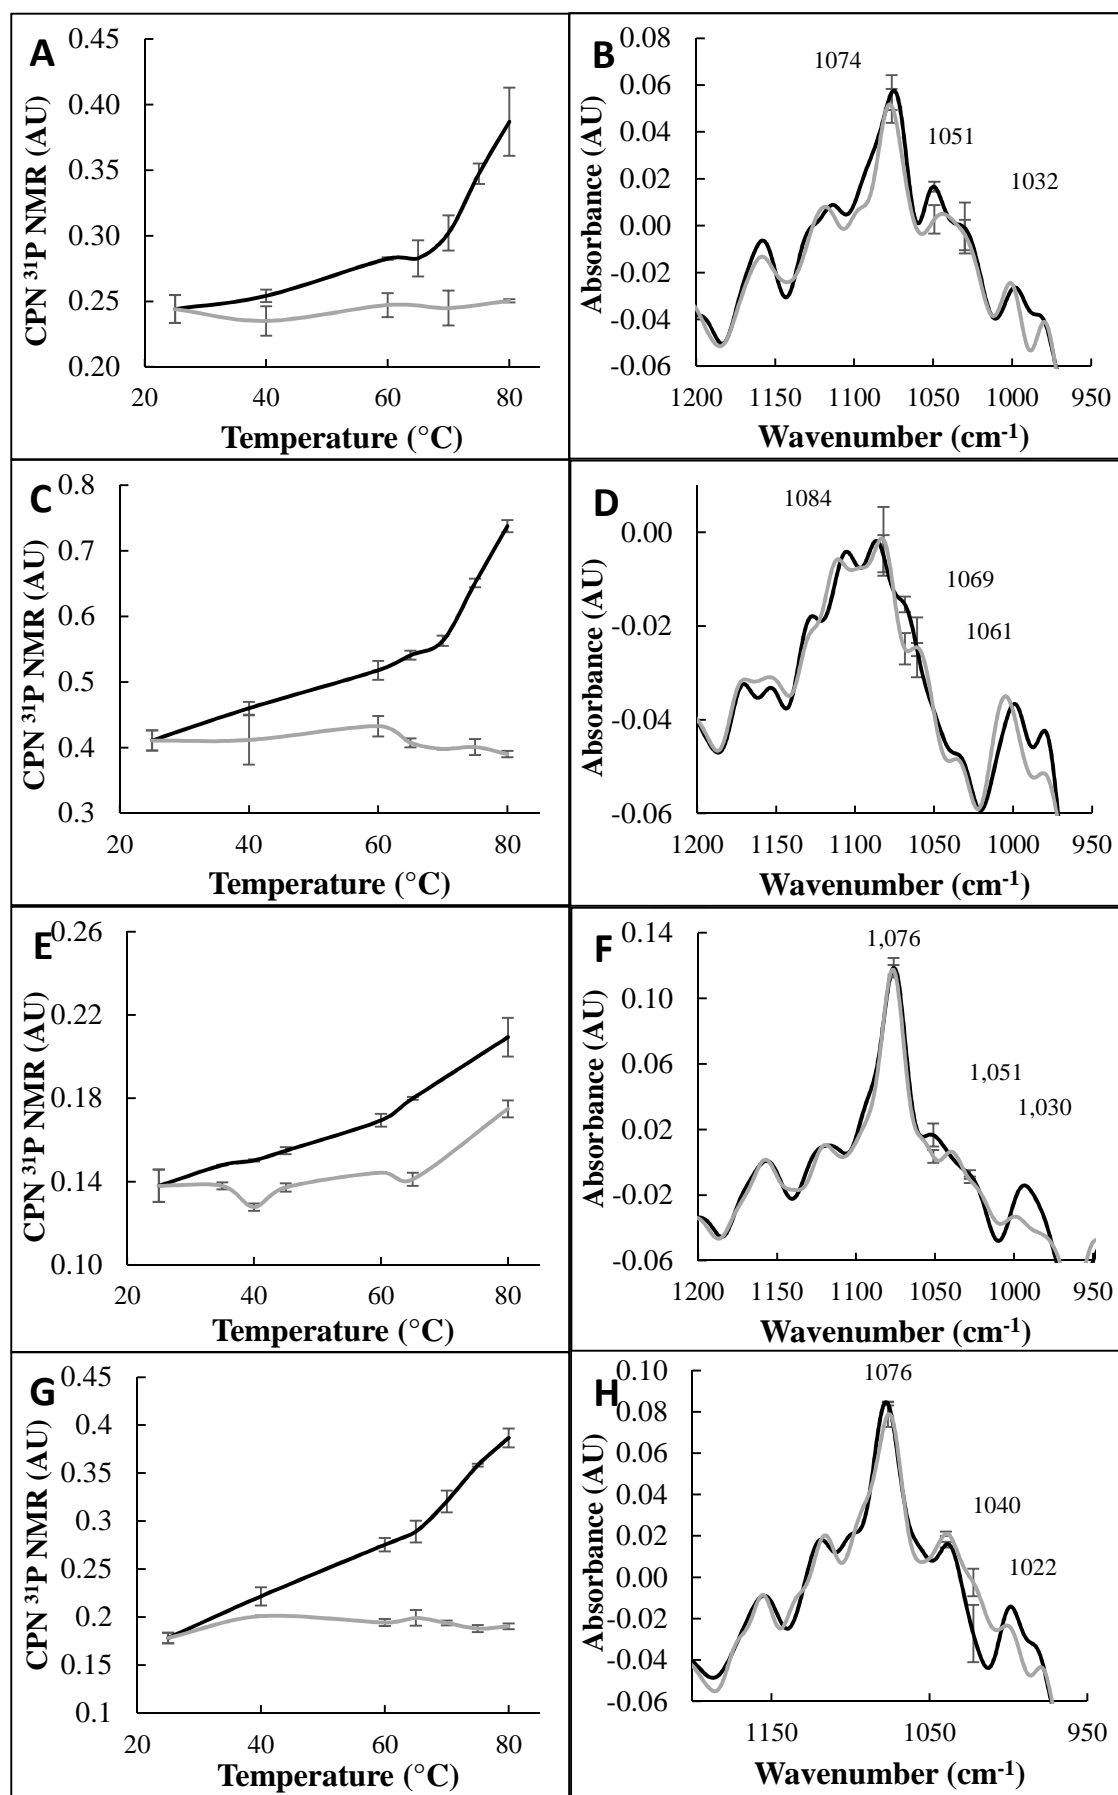 A
CPN ³¹P NMR (AU)
0.45
0.40
0.35
0.30
0.25
0.20
20 40 60 80
Temperature (°C)
B
Absorbance (AU)
0.08
0.06
0.04
0.02
0.00
-0.02
-0.04
-0.06
1074
1051
1032
1200 1150 1100 1050 1000 950
Wavenumber (cm⁻¹)
C
CPN ³¹P NMR (AU)
0.8
0.7
0.6
0.5
0.4
0.3
20 40 60 80
Temperature (°C)
D
Absorbance (AU)
0.00
-0.02
-0.04
-0.06
1084
1069
1061
1200 1150 1100 1050 1000 950
Wavenumber (cm⁻¹)
E
CPN ³¹P NMR (AU)
0.26
0.22
0.18
0.14
0.10
20 40 60 80
Temperature (°C)
F
Absorbance (AU)
0.14
0.10
0.06
0.02
-0.02
-0.06
1,076
1,051
1,030
1200 1150 1100 1050 1000 950
Wavenumber (cm⁻¹)
G
CPN ³¹P NMR (AU)
0.45
0.4
0.35
0.3
0.25
0.2
0.15
0.1
20 40 60 80
Temperature (°C)
H
Absorbance (AU)
0.10
0.08
0.06
0.04
0.02
0.00
-0.02
-0.04
-0.06
1076
1040
1022
1150 1050 950
Wavenumber (cm⁻¹)